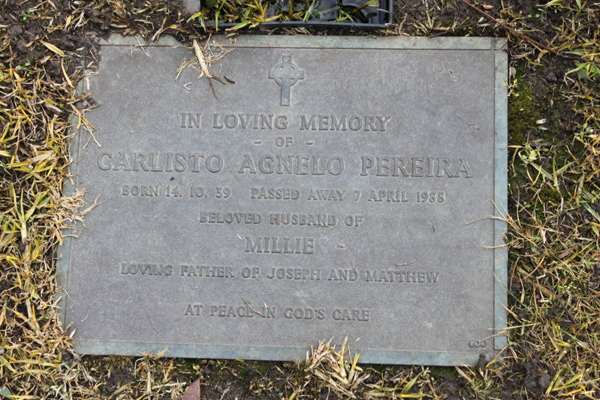 IN LOVING MEMORY
- OF -
CARLISTO AGNELO PEREIRA
BORN 14. 10. 39 PASSED AWAY 7 APRIL 1988
BELOVED HUSBAND OF
MILLIE
LOVING FATHER OF JOSEPH AND MATTHEW
AT PEACE IN GOD'S CARE